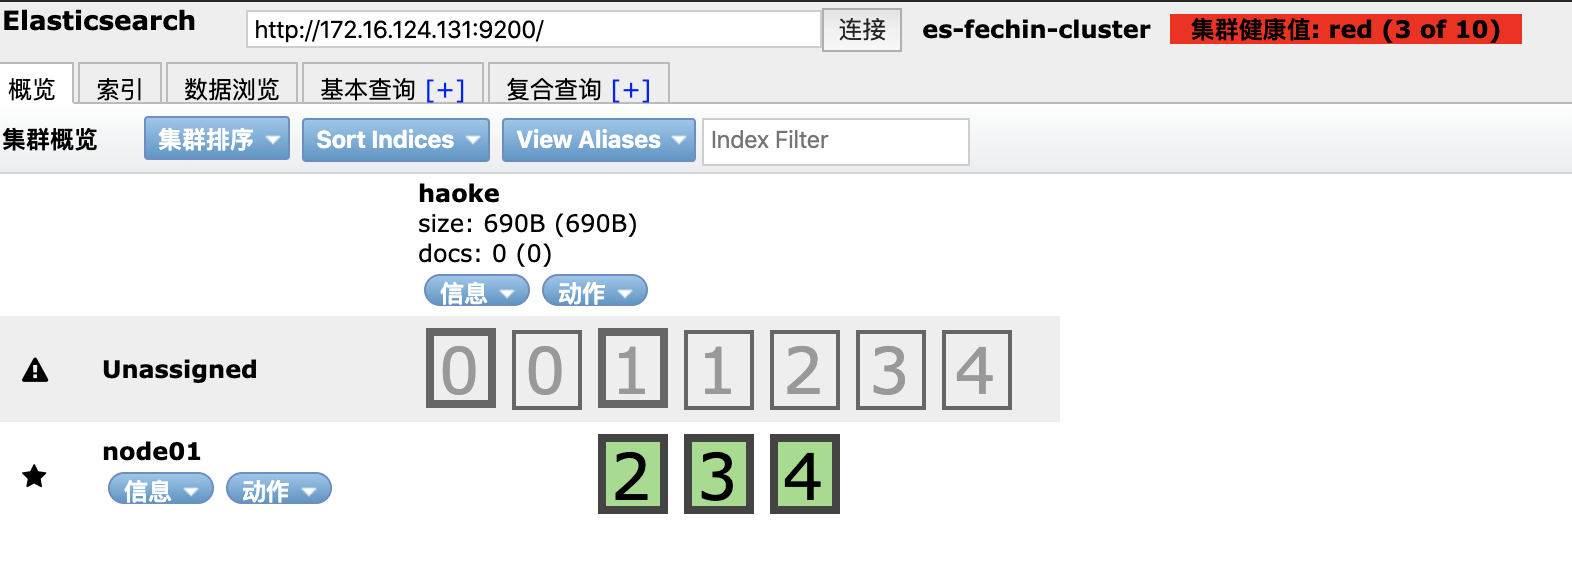 Elasticsearch http://172.16.124.131:9200/ 连接 es-fechin-cluster 集群健康值: red (3 of 10)
概览 索引 数据浏览 基本查询 [+] 复合查询 [+]
集群概览 集群排序 Sort Indices View Aliases Index Filter
haoke
size: 690B (690B)
docs: 0 (0)
信息 动作
Unassigned 0 0 1 1 2 3 4
node01
信息 动作 2 3 4